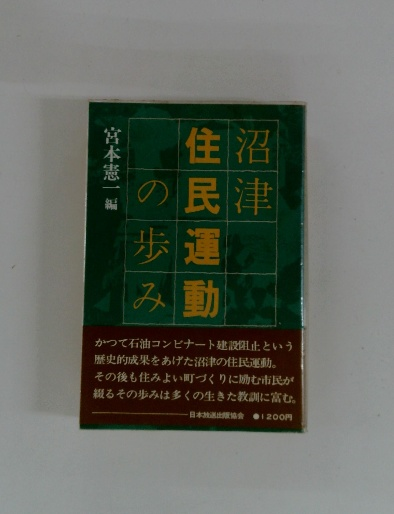 沼津
住民運動
の歩み
宮本憲一 編
かつて石油コンビナート建設阻止という
歴史的成果をあげた沼津の住民運動。
その後も住みよい町づくりに励む市民が
綴るその歩みは多くの生きた教訓に富む。
日本放送出版協会 ●1200円